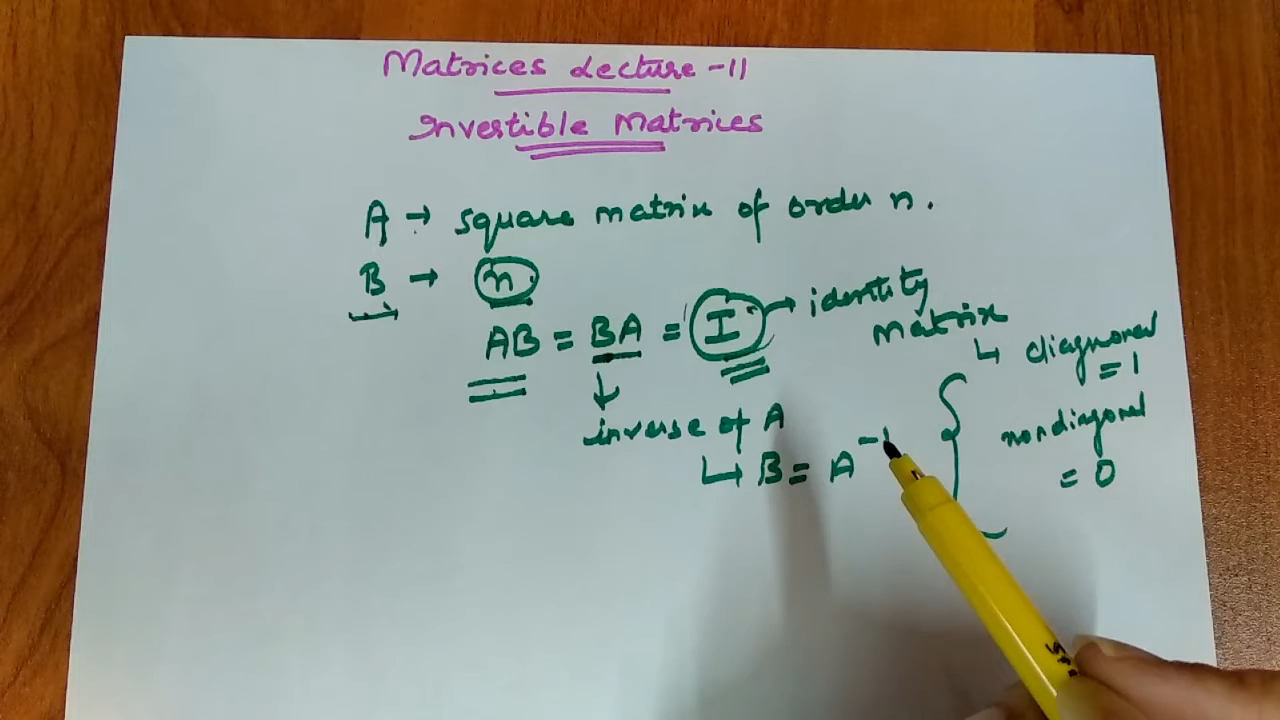 Matrices Lecture-11
Invertible Matrices
A → square matrix of order n.
B → n
AB = BA = I → identity matrix
↳ diagonal = 1
nondiagonal = 0
↓
inverse of A
↳ B = A⁻¹